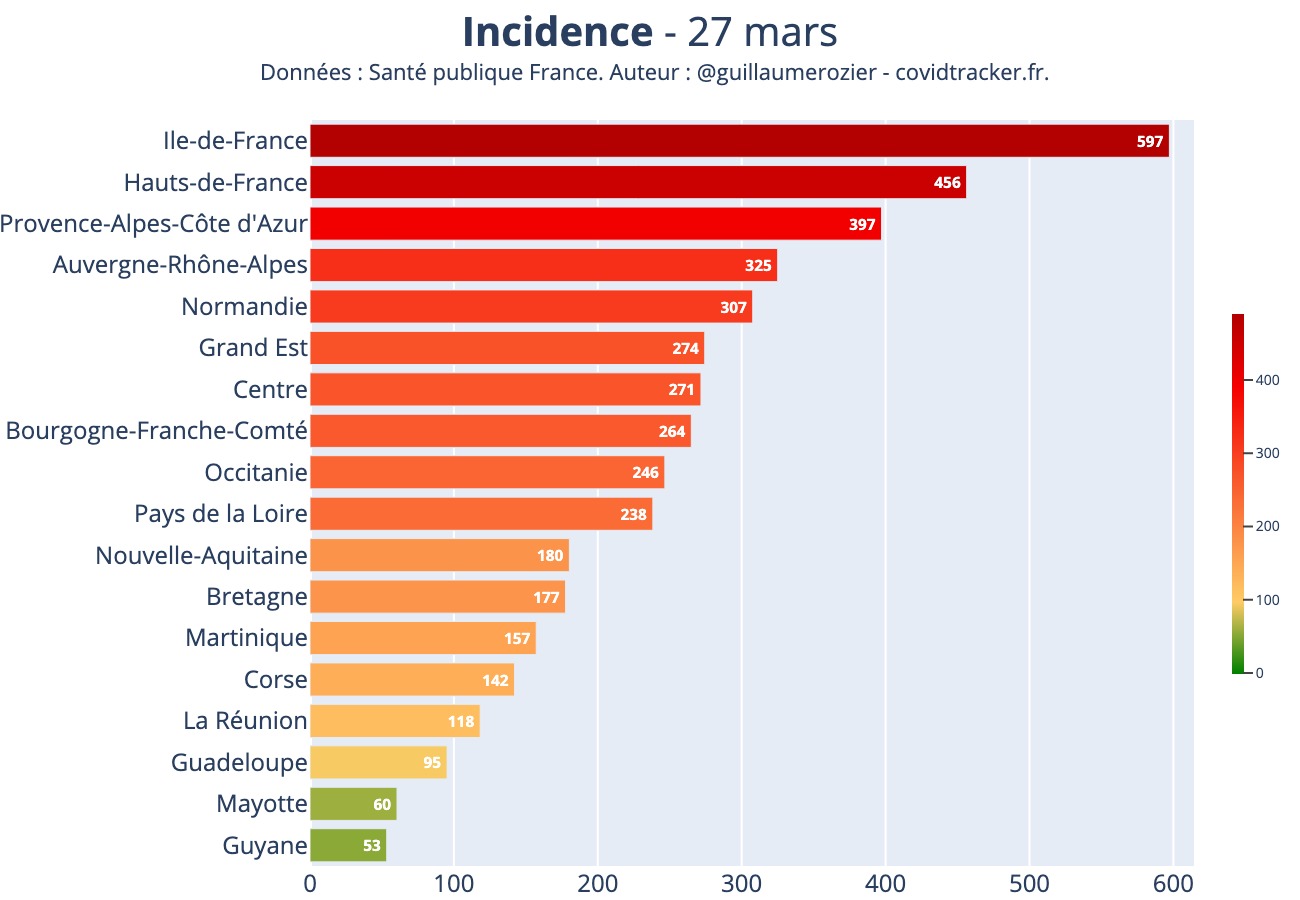 Incidence - 27 mars
Données : Santé publique France. Auteur : @guillaumerozier - covidtracker.fr.
Ile-de-France 597
Hauts-de-France 456
Provence-Alpes-Côte d'Azur 397
Auvergne-Rhône-Alpes 325
Normandie 307
Grand Est 274
Centre 271
Bourgogne-Franche-Comté 264
Occitanie 246
Pays de la Loire 238
Nouvelle-Aquitaine 180
Bretagne 177
Martinique 157
Corse 142
La Réunion 118
Guadeloupe 95
Mayotte 60
Guyane 53
0 100 200 300 400 500 600
400
300
200
100
0